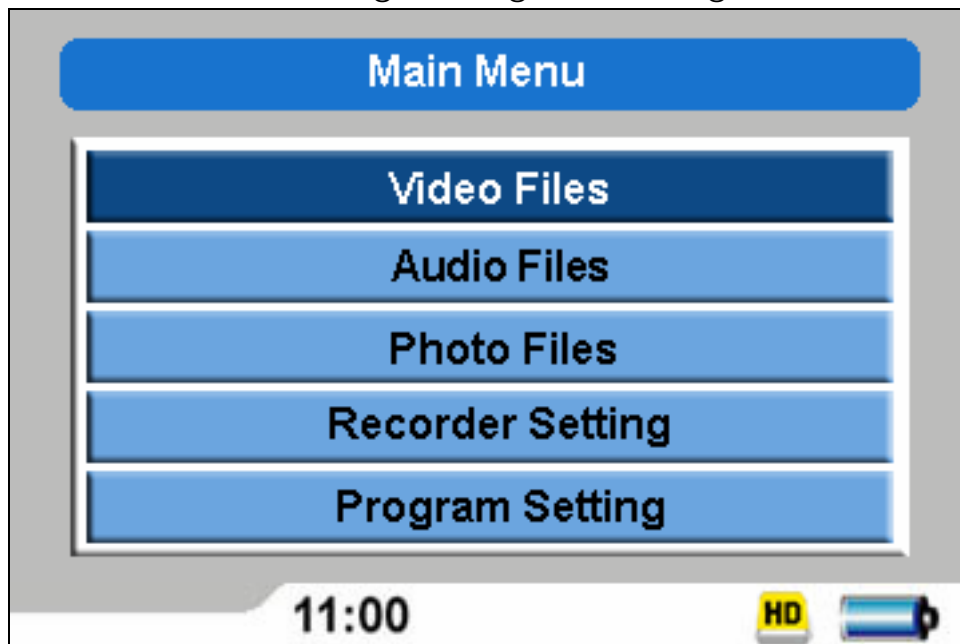 Main Menu
Video Files
Audio Files
Photo Files
Recorder Setting
Program Setting
11:00
HD